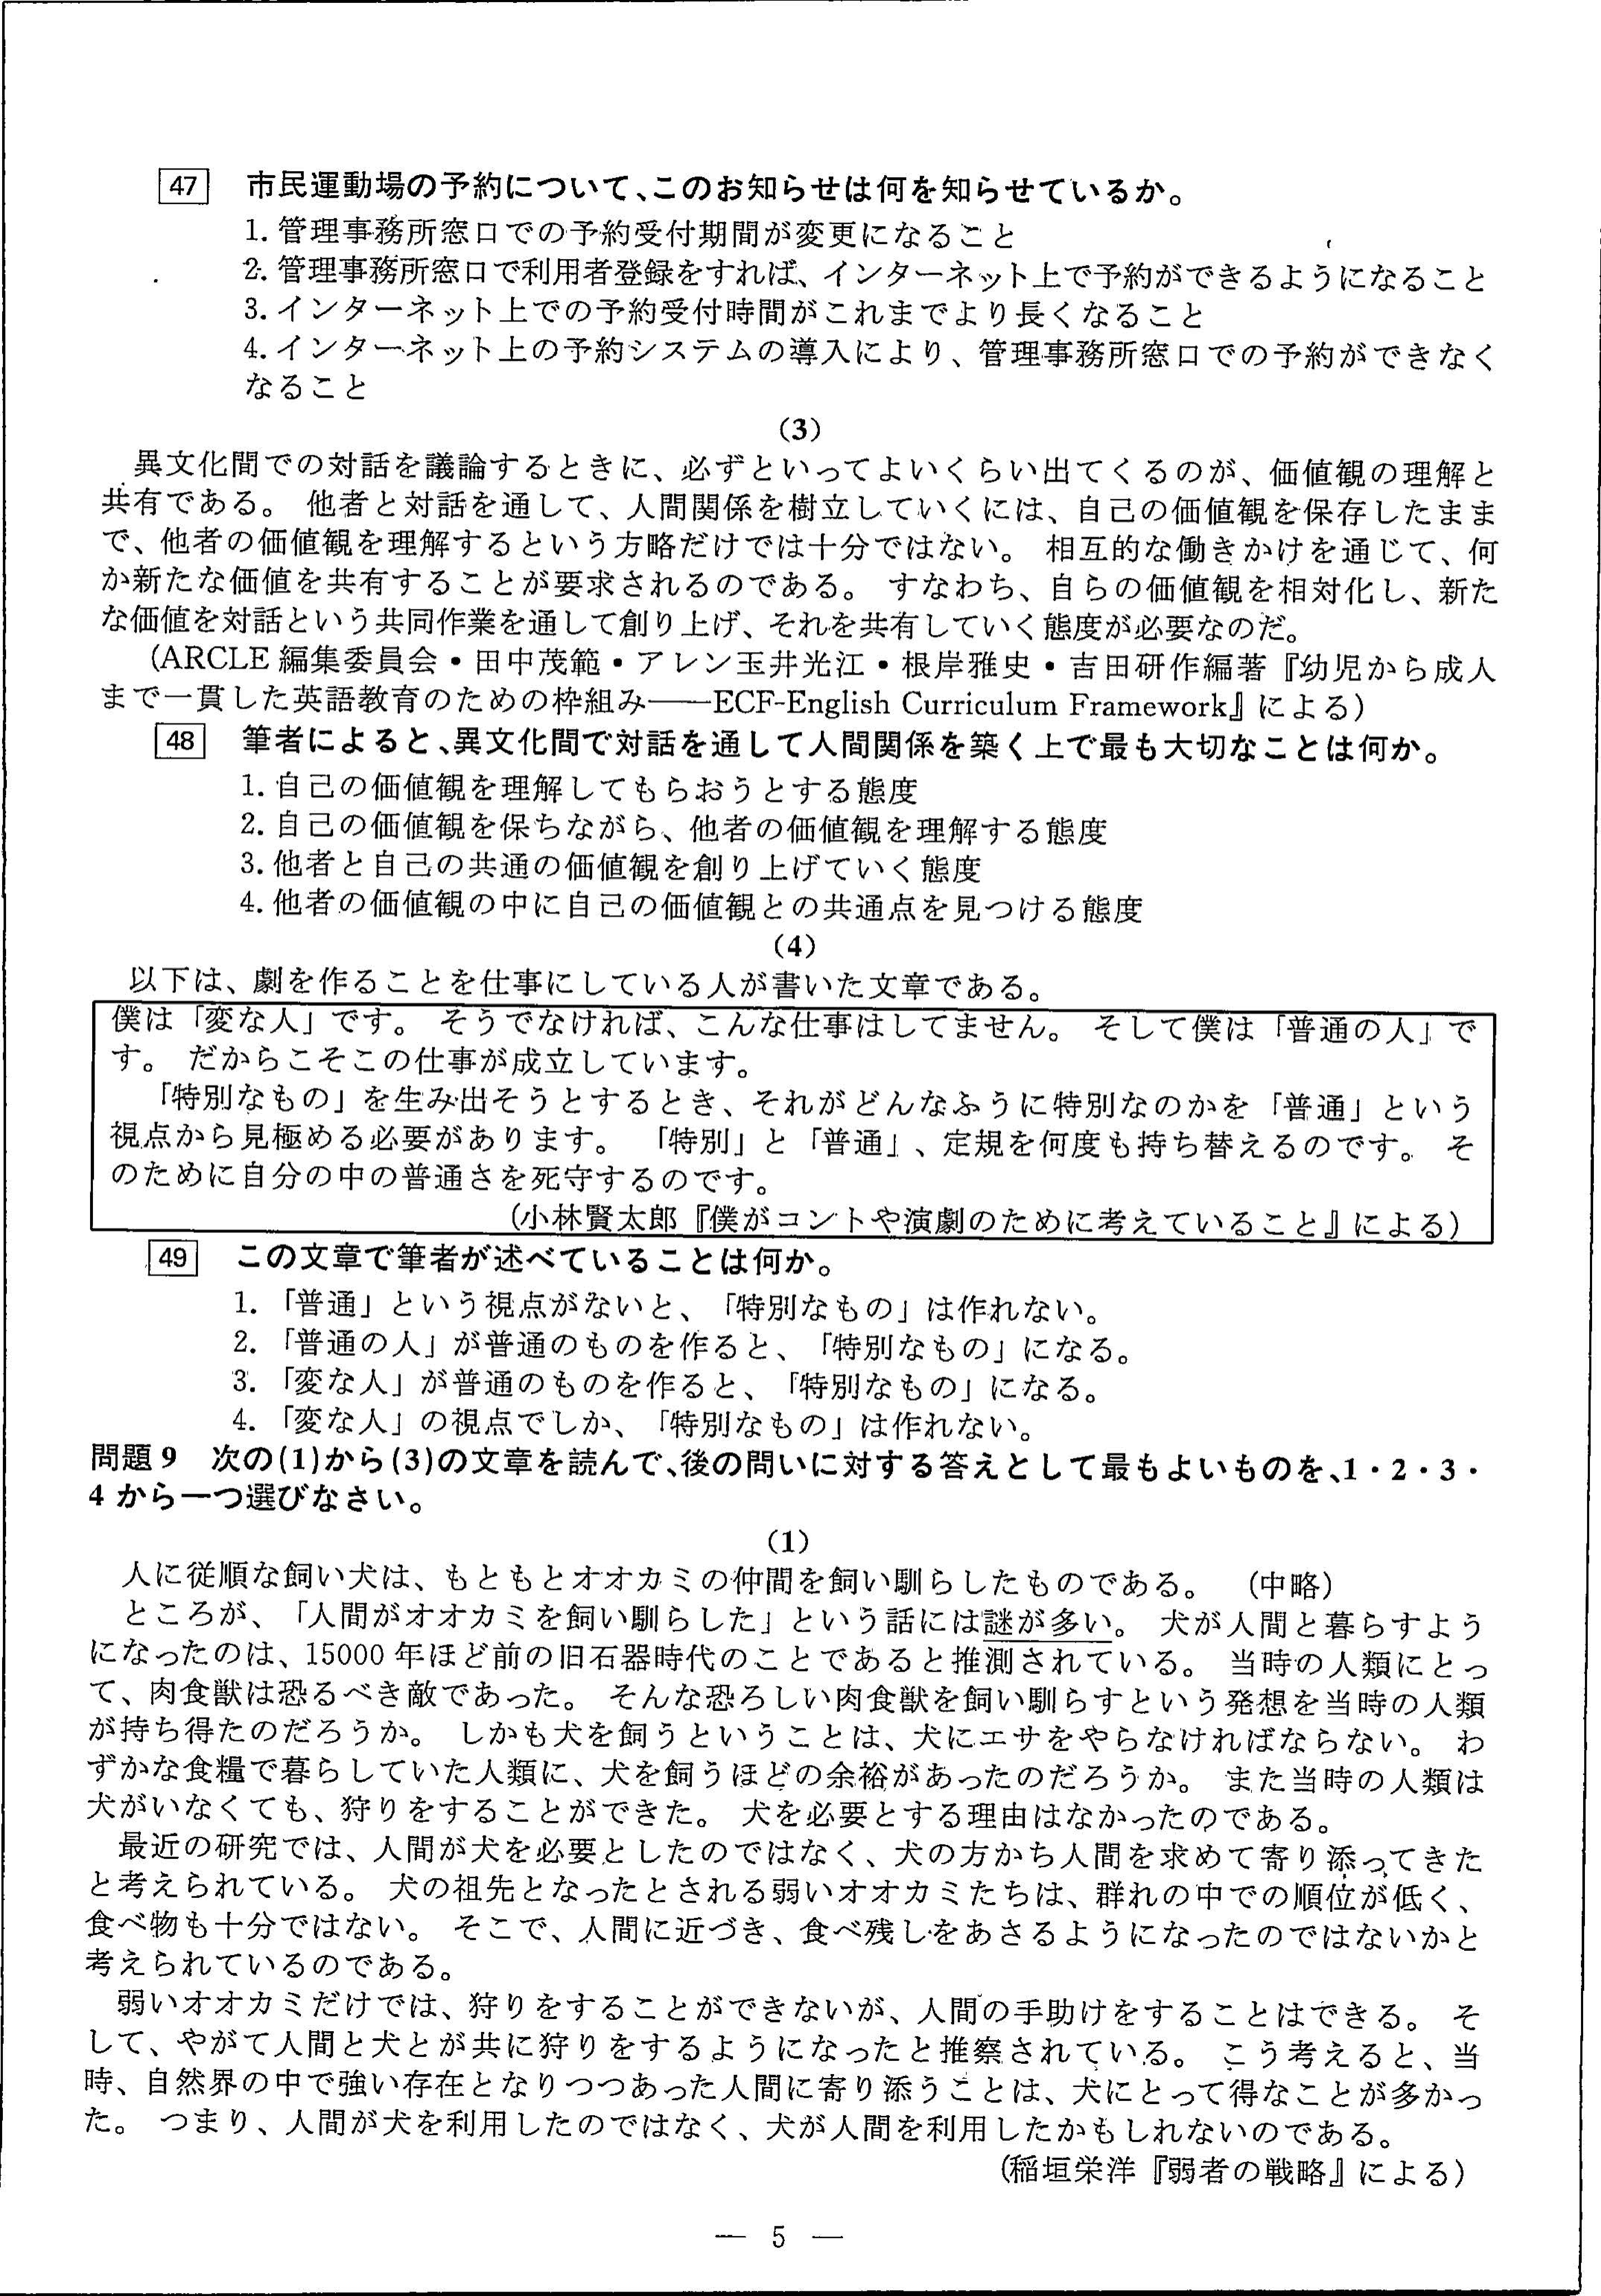 47 市民運動場の予約について、このお知らせは何を知らせているか。
1. 管理事務所窓口での予約受付期間が変更になること
2. 管理事務所窓口で利用者登録をすれば、インターネット上で予約ができるようになること
3. インターネット上での予約受付時間がこれまでより長くなること
4. インターネット上の予約システムの導入により、管理事務所窓口での予約ができなく
なること
(3)
異文化間での対話を議論するときに、必ずといってよいくらい出てくるのが、価値観の理解と
共有である。 他者と対話を通して、人間関係を樹立していくには、自己の価値観を保存したまま
で、他者の価値観を理解するという方略だけでは十分ではない。 相互的な働きかけを通じて、何
か新たな価値を共有することが要求されるのである。 すなわち、自らの価値観を相対化し、新た
な価値を対話という共同作業を通して創り上げ、それを共有していく態度が必要なのだ。
(ARCLE 編集委員会・田中茂範・アレン玉井光江・根岸雅史・吉田研作編著『幼児から成人
まで一貫した英語教育のための枠組み――ECF-English Curriculum Framework』による)
48 筆者によると、異文化間で対話を通して人間関係を築く上で最も大切なことは何か。
1. 自己の価値観を理解してもらおうとする態度
2. 自己の価値観を保ちながら、他者の価値観を理解する態度
3. 他者と自己の共通の価値観を創り上げていく態度
4. 他者の価値観の中に自己の価値観との共通点を見つける態度
(4)
以下は、劇を作ることを仕事にしている人が書いた文章である。
僕は「変な人」です。 そうでなければ、こんな仕事はしてません。 そして僕は「普通の人」で
す。 だからこそこの仕事が成立しています。
「特別なもの」を生み出そうとするとき、それがどんなふうに特別なのかを「普通」という
視点から見極める必要があります。 「特別」と「普通」、定規を何度も持ち替えるのです。 そ
のために自分の中の普通さを死守するのです。
(小林賢太郎『僕がコントや演劇のために考えていること』による)
49 この文章で筆者が述べていることは何か。
1. 「普通」という視点がないと、「特別なもの」は作れない。
2. 「普通の人」が普通のものを作ると、「特別なもの」になる。
3. 「変な人」が普通のものを作ると、「特別なもの」になる。
4. 「変な人」の視点でしか、「特別なもの」は作れない。
問題9 次の(1)から(3)の文章を読んで、後の問いに対する答えとして最もよいものを、1・2・3・
4から一つ選びなさい。
(1)
人に従順な飼い犬は、もともとオオカミの仲間を飼い馴らしたものである。 (中略)
ところが、「人間がオオカミを飼い馴らした」という話には謎が多い。 犬が人間と暮らすよう
になったのは、15000年ほど前の旧石器時代のことであると推測されている。 当時の人類にとっ
て、肉食獣は恐るべき敵であった。 そんな恐ろしい肉食獣を飼い馴らすという発想を当時の人類
が持ち得たのだろうか。 しかも犬を飼うということは、犬にエサをやらなければならない。 わ
ずかな食糧で暮らしていた人類に、犬を飼うほどの余裕があったのだろうか。 また当時の人類は
犬がいなくても、狩りをすることができた。 犬を必要とする理由はなかったのである。
最近の研究では、人間が犬を必要としたのではなく、犬の方かち人間を求めて寄り添ってきた
と考えられている。 犬の祖先となったとされる弱いオオカミたちは、群れの中での順位が低く、
食べ物も十分ではない。 そこで、人間に近づき、食べ残しをあさるようになったのではないかと
考えられているのである。
弱いオオカミだけでは、狩りをすることができないが、人間の手助けをすることはできる。 そ
して、やがて人間と犬とが共に狩りをするようになったと推察されている。 こう考えると、当
時、自然界の中で強い存在となりつつあった人間に寄り添うことは、犬にとって得なことが多かっ
た。 つまり、人間が犬を利用したのではなく、犬が人間を利用したかもしれないのである。
(稲垣栄洋『弱者の戦略』による)
— 5 —